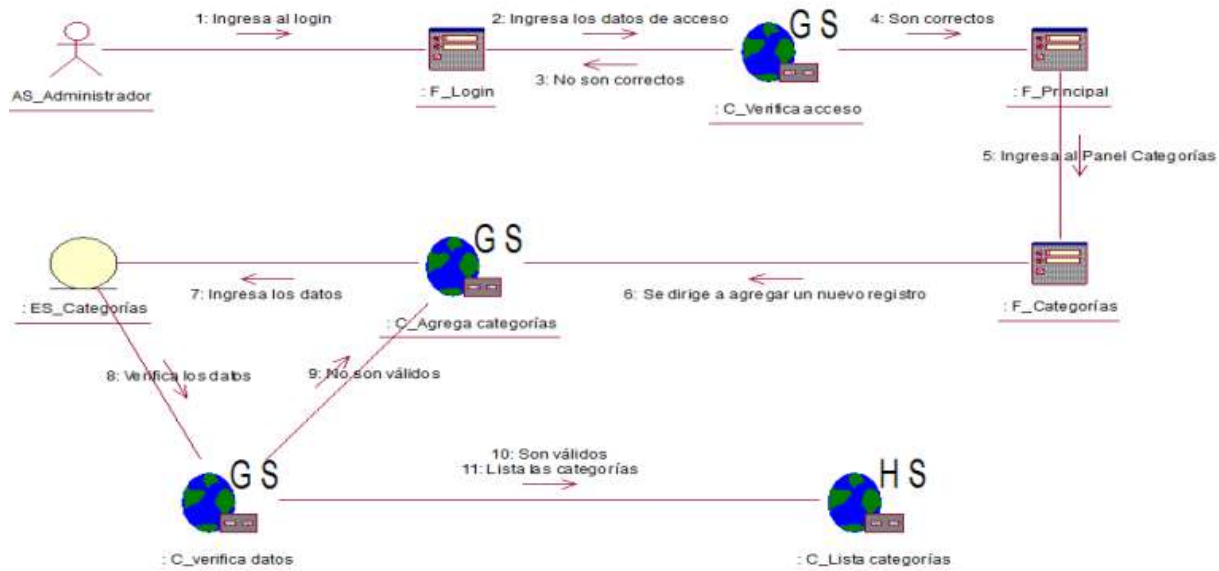 1: Ingresa al login
2: Ingresa los datos de acceso
G S
4: Son correctos
3: No son correctos
AS_Administrador
: F_Login
: C_Verifica acceso
: F_Principal
5: Ingresa al Panel Categorías
G S
7: Ingresa los datos
6: Se dirige a agregar un nuevo registro
: ES_Categorías
: C_Agrega categorías
: F_Categorías
8: Verifica los datos
9: No son válidos
G S
10: Son válidos
11: Lista las categorías
H S
: C_verifica datos
: C_Lista categorías